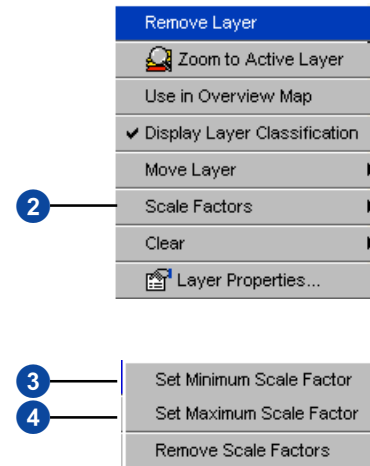 Remove Layer
Zoom to Active Layer
Use in Overview Map
Display Layer Classification
Move Layer
2 Scale Factors
Clear
Layer Properties...
3 Set Minimum Scale Factor
4 Set Maximum Scale Factor
Remove Scale Factors